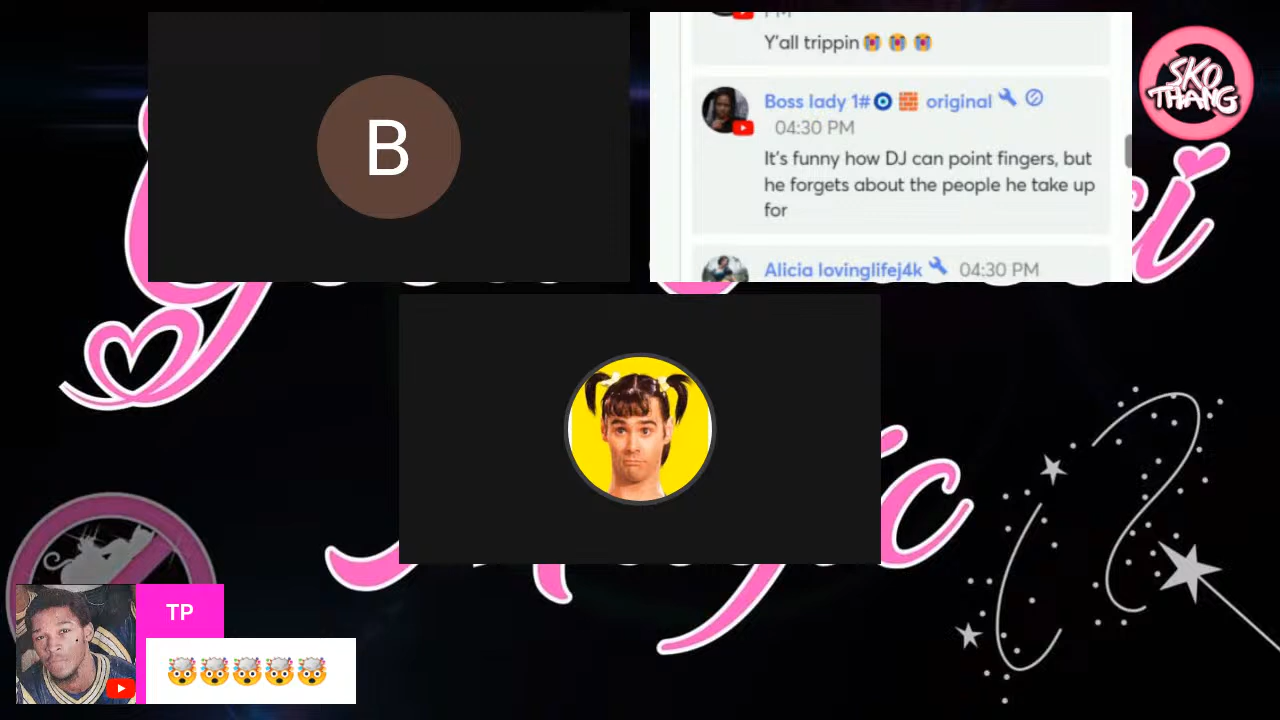 B
Y'all trippin😭 😭 😭
Boss lady 1#🧿 🧱 original
04:30 PM
It's funny how DJ can point fingers, but
he forgets about the people he take up
for
Alicia lovinglifej4k 04:30 PM
SKO
THANG
TP
🤯🤯🤯🤯🤯